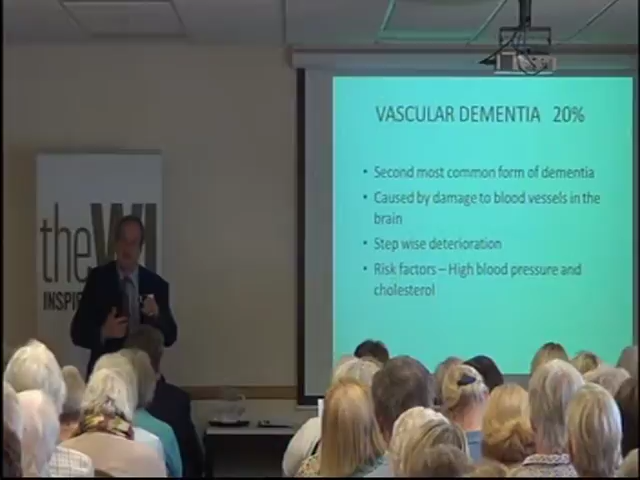 theWI
INSPI
VASCULAR DEMENTIA 20%
• Second most common form of dementia
• Caused by damage to blood vessels in the
brain
• Step wise deterioration
• Risk factors – High blood pressure and
cholesterol